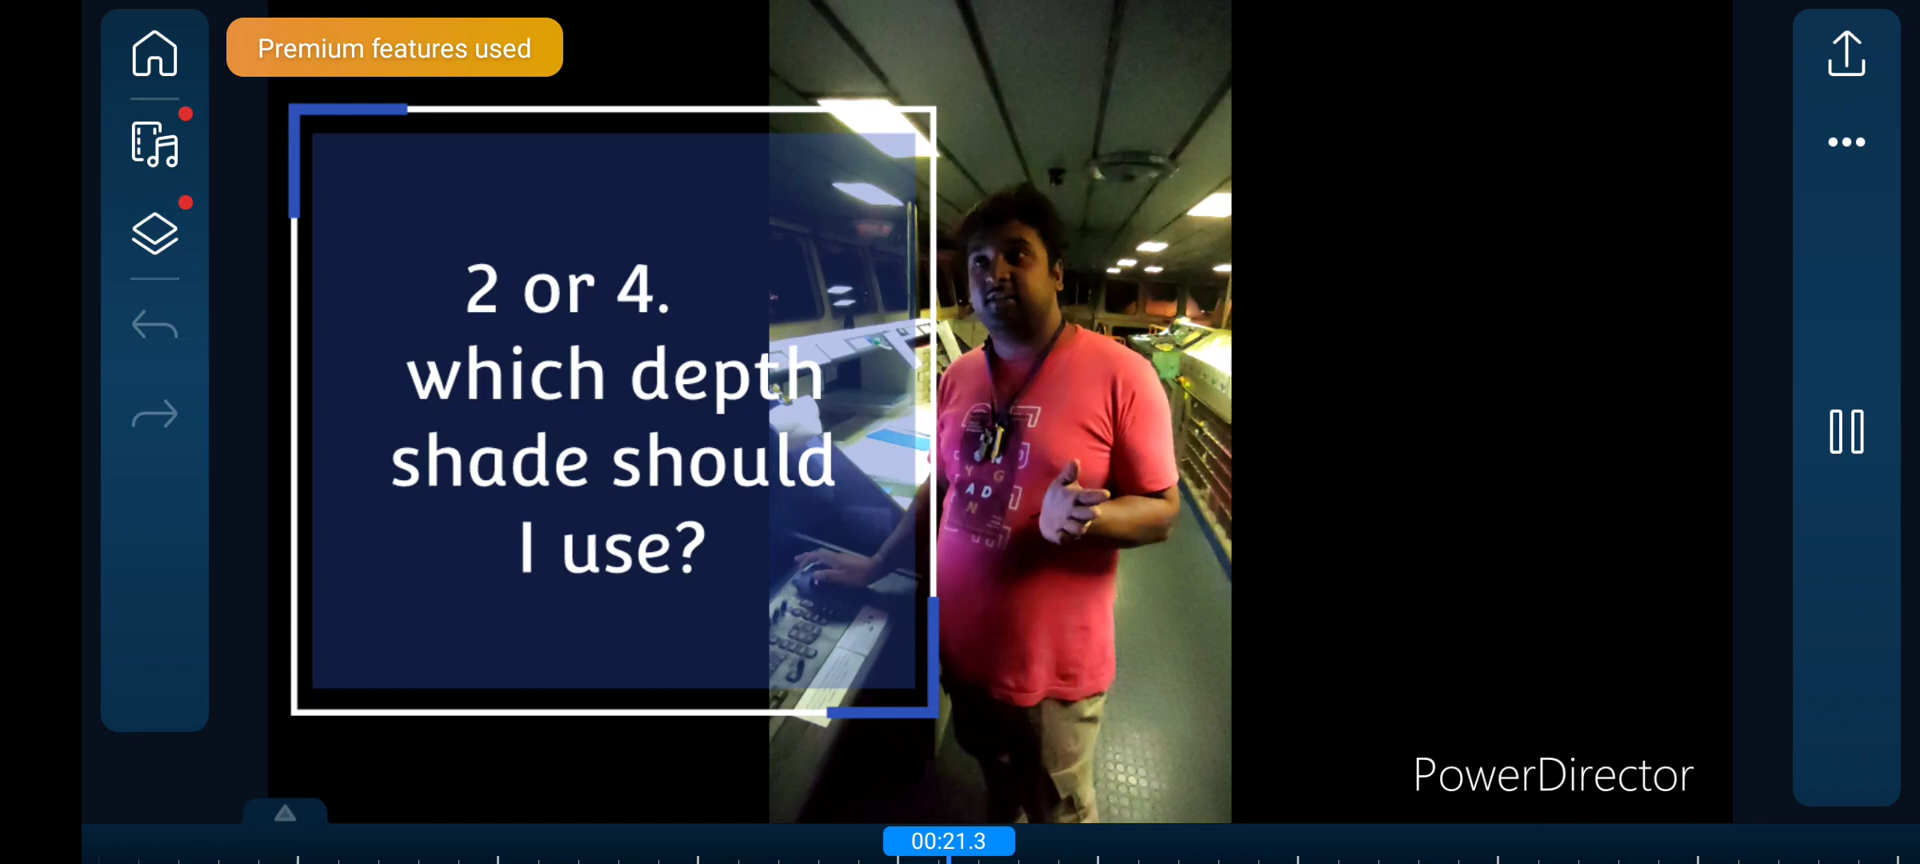 Premium features used
2 or 4.
which depth
shade should
I use?
Y G
A D
N
PowerDirector
00:21.3